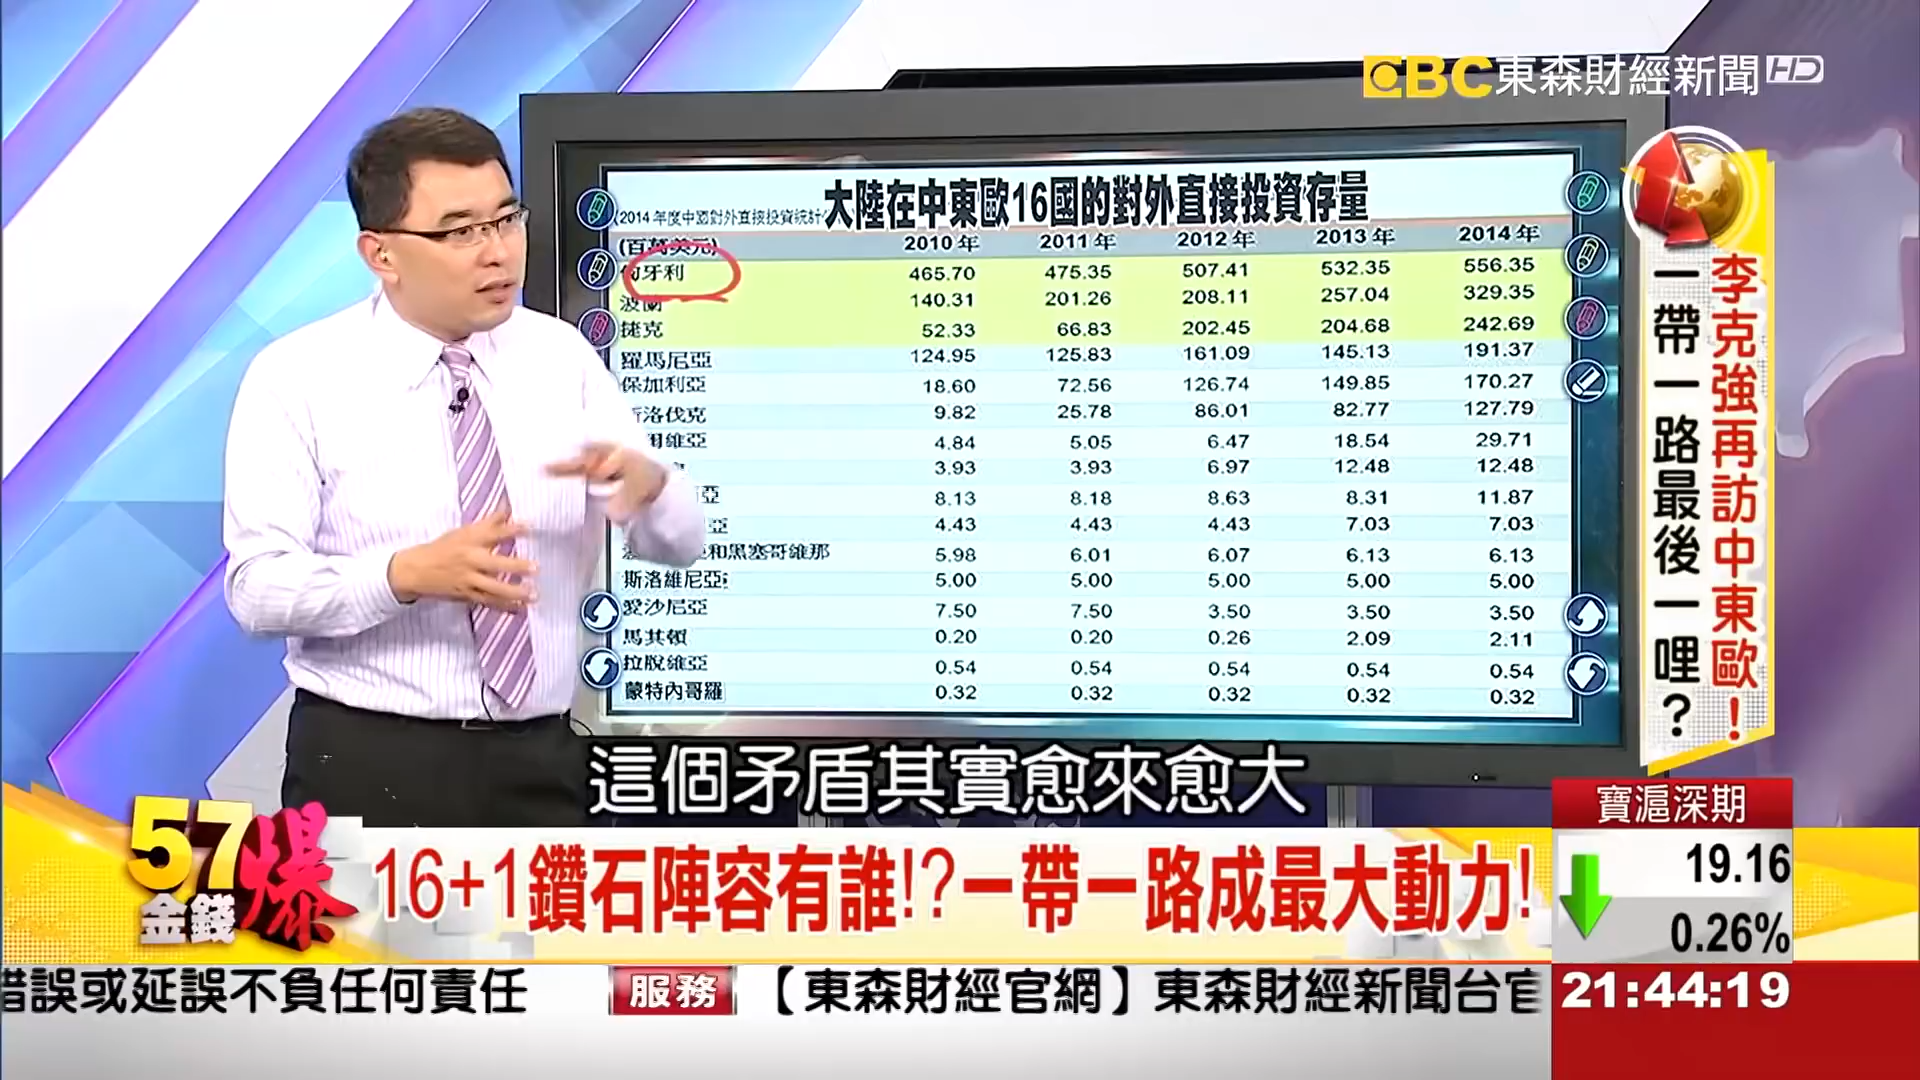 EBC 東森財經新聞 HD
大陸在中東歐16國的對外直接投資存量
(2014年度中國對外直接投資統計
(百萬美元) 2010年 2011年 2012年 2013年 2014年
匈牙利 465.70 475.35 507.41 532.35 556.35
波蘭 140.31 201.26 208.11 257.04 329.35
捷克 52.33 66.83 202.45 204.68 242.69
羅馬尼亞 124.95 125.83 161.09 145.13 191.37
保加利亞 18.60 72.56 126.74 149.85 170.27
斯洛伐克 9.82 25.78 86.01 82.77 127.79
維亞 4.84 5.05 6.47 18.54 29.71
3.93 3.93 6.97 12.48 12.48
亞 8.13 8.18 8.63 8.31 11.87
亞 4.43 4.43 4.43 7.03 7.03
和黑塞哥維那 5.98 6.01 6.07 6.13 6.13
斯洛維尼亞 5.00 5.00 5.00 5.00 5.00
愛沙尼亞 7.50 7.50 3.50 3.50 3.50
馬其頓 0.20 0.20 0.26 2.09 2.11
拉脫維亞 0.54 0.54 0.54 0.54 0.54
蒙特內哥羅 0.32 0.32 0.32 0.32 0.32
李克強再訪中東歐！
一帶一路最後一哩？
這個矛盾其實愈來愈大
57金錢爆
16+1鑽石陣容有誰!?一帶一路成最大動力!
寶滬深期
19.16
0.26%
錯誤或延誤不負任何責任 服務 【東森財經官網】東森財經新聞台官
21:44:19